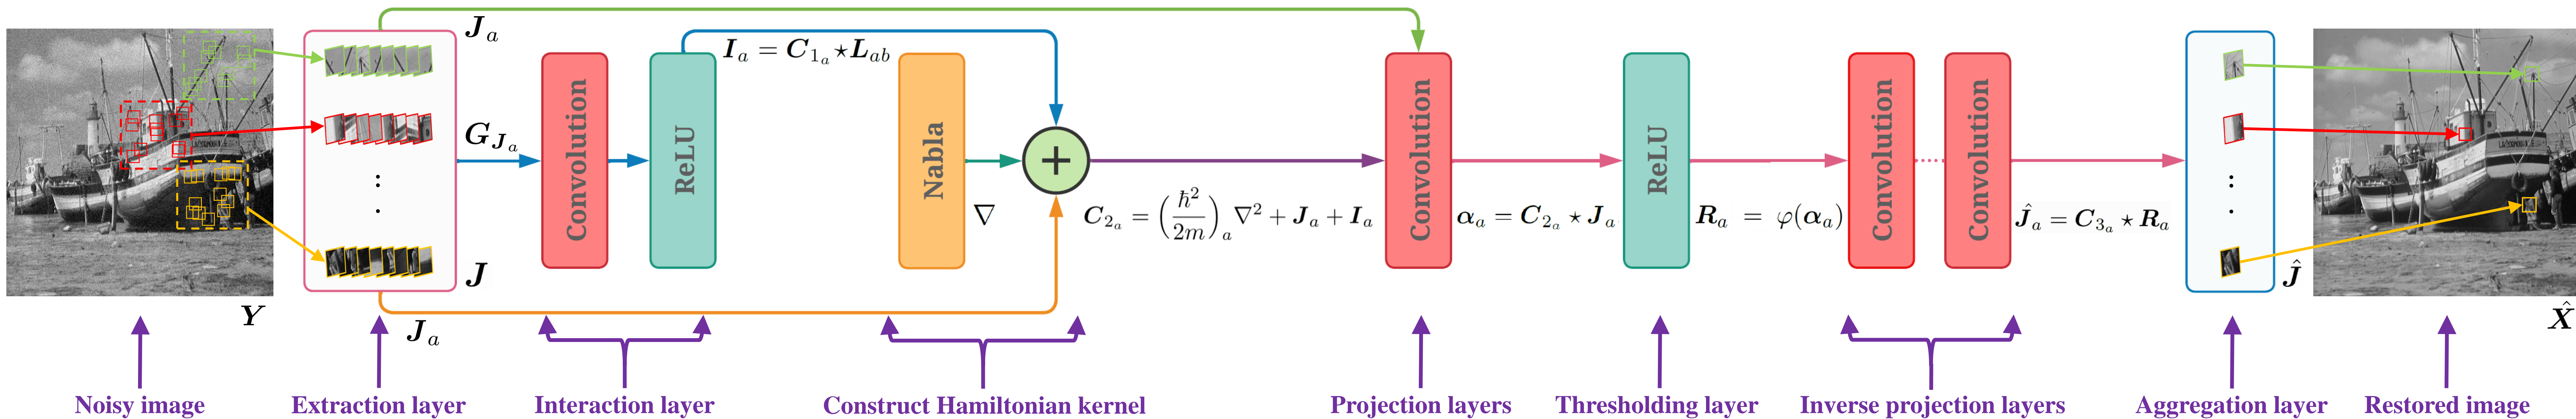 Y
J_a
G_{J_a}
J
J_a
Convolution
ReLU
I_a = C_{1_a} ⋆ L_{ab}
Nabla
∇
+
C_{2_a} = (ħ²/2m)_a ∇² + J_a + I_a
Convolution
α_a = C_{2_a} ⋆ J_a
ReLU
R_a = φ(α_a)
Convolution
Convolution
Ĵ_a = C_{3_a} ⋆ R_a
Ĵ
X̂
Noisy image
Extraction layer
Interaction layer
Construct Hamiltonian kernel
Projection layers
Thresholding layer
Inverse projection layers
Aggregation layer
Restored image